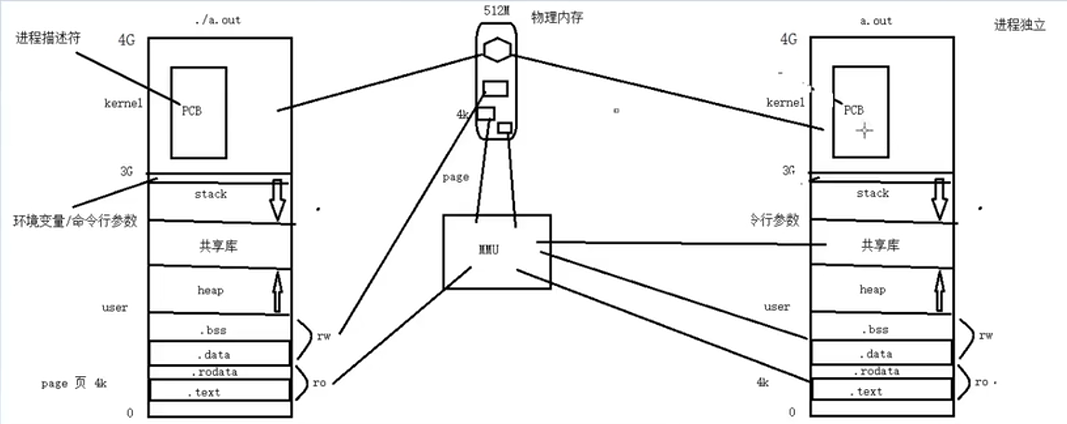 ./a.out
512M
物理内存
a.out
进程独立
进程描述符
4G
4G
kernel
PCB
kernel
PCB
4k
3G
3G
page
stack
stack
环境变量/命令行参数
令行参数
共享库
MMU
共享库
heap
heap
user
user
.bss
rw
.bss
rw
.data
.data
.rodata
.rodata
page 页 4k
ro
4k
ro
.text
.text
0
0